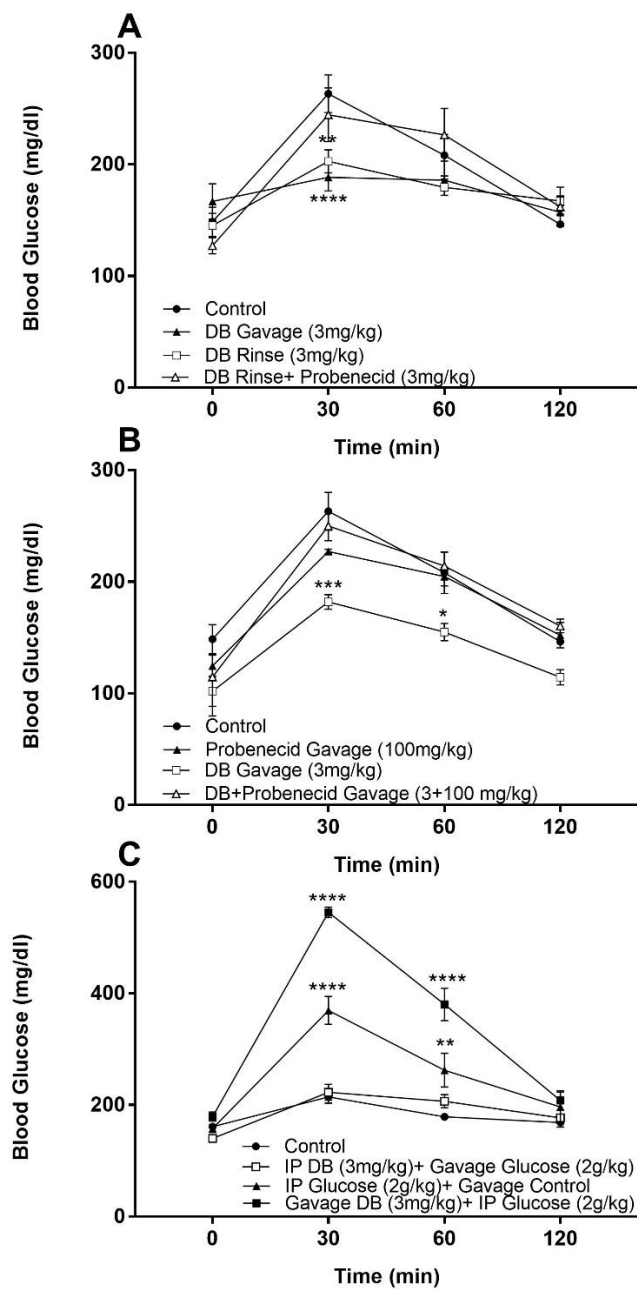 A
Blood Glucose (mg/dl)
300
200
100
0
**
****
Control
DB Gavage (3mg/kg)
DB Rinse (3mg/kg)
DB Rinse+ Probenecid (3mg/kg)
0 30 60 120
Time (min)
B
Blood Glucose (mg/dl)
300
200
100
0
***
*
Control
Probenecid Gavage (100mg/kg)
DB Gavage (3mg/kg)
DB+Probenecid Gavage (3+100 mg/kg)
0 30 60 120
Time (min)
C
Blood Glucose (mg/dl)
600
400
200
0
****
****
****
**
Control
IP DB (3mg/kg)+ Gavage Glucose (2g/kg)
IP Glucose (2g/kg)+ Gavage Control
Gavage DB (3mg/kg)+ IP Glucose (2g/kg)
0 30 60 120
Time (min)